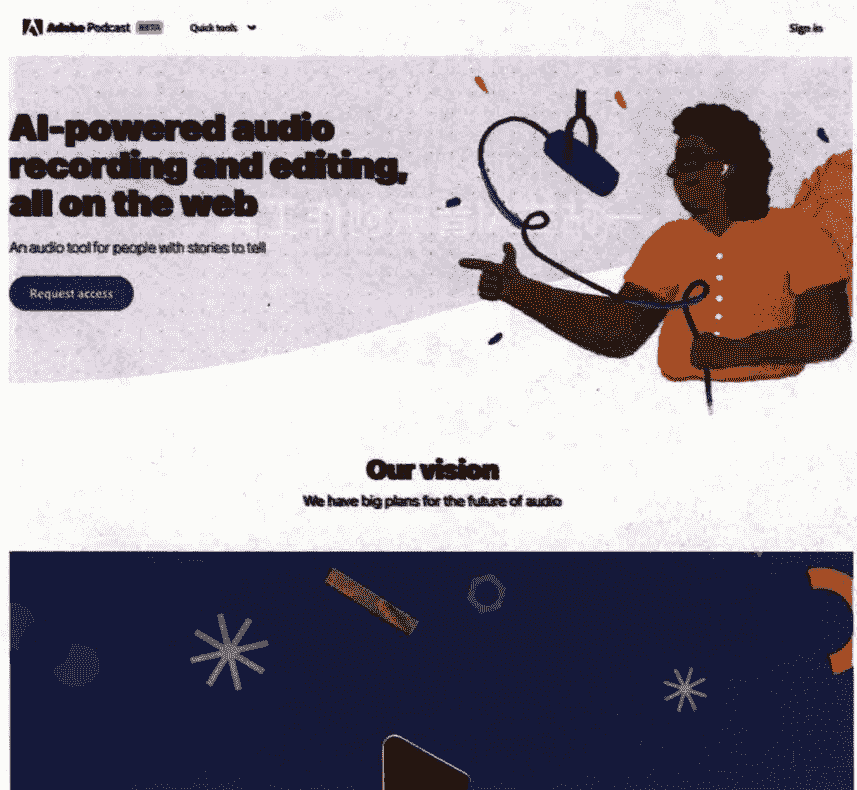 Adobe Podcast BETA Quick tools Sign in
AI-powered audio
recording and editing,
all on the web
An audio tool for people with stories to tell
Request access
Our vision
We have big plans for the future of audio